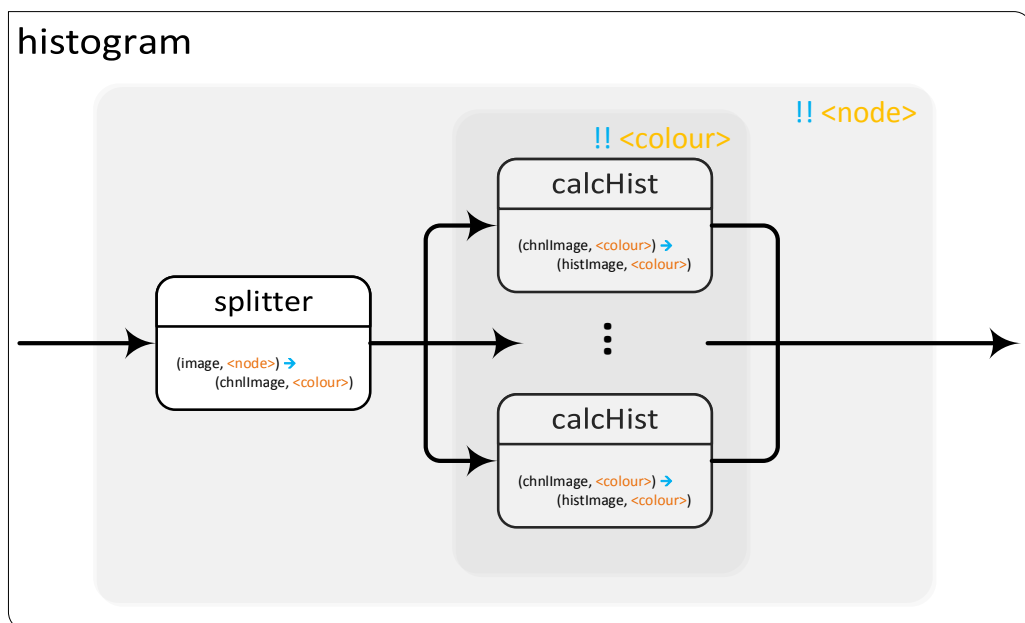 histogram
!! <node>
!! <colour>
calcHist
(chnlImage, <colour>) ➔
(histImage, <colour>)
splitter
(image, <node>) ➔
(chnlImage, <colour>)
calcHist
(chnlImage, <colour>) ➔
(histImage, <colour>)